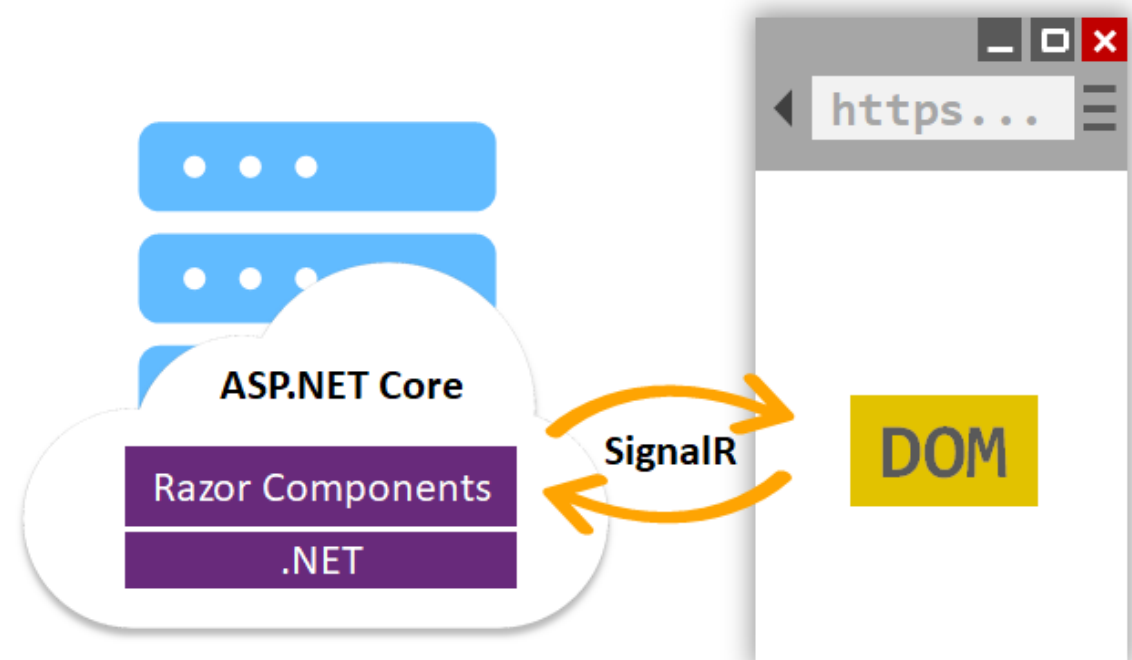 https...
ASP.NET Core
SignalR
DOM
Razor Components
.NET